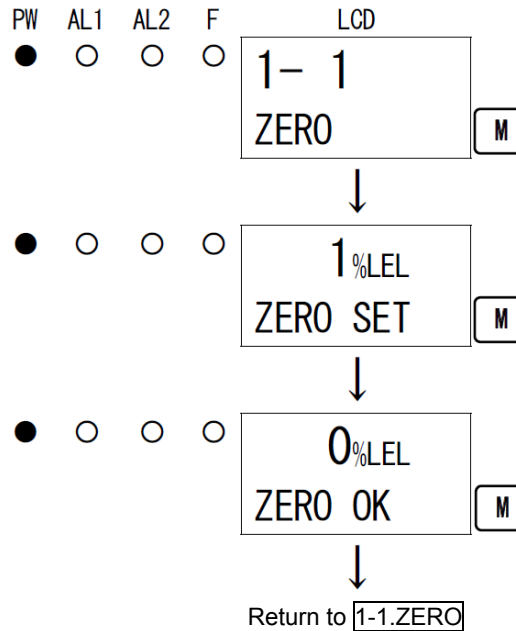 PW AL1 AL2 F LCD
1- 1
ZERO M
1%LEL
ZERO SET M
0%LEL
ZERO OK M
Return to 1-1.ZERO